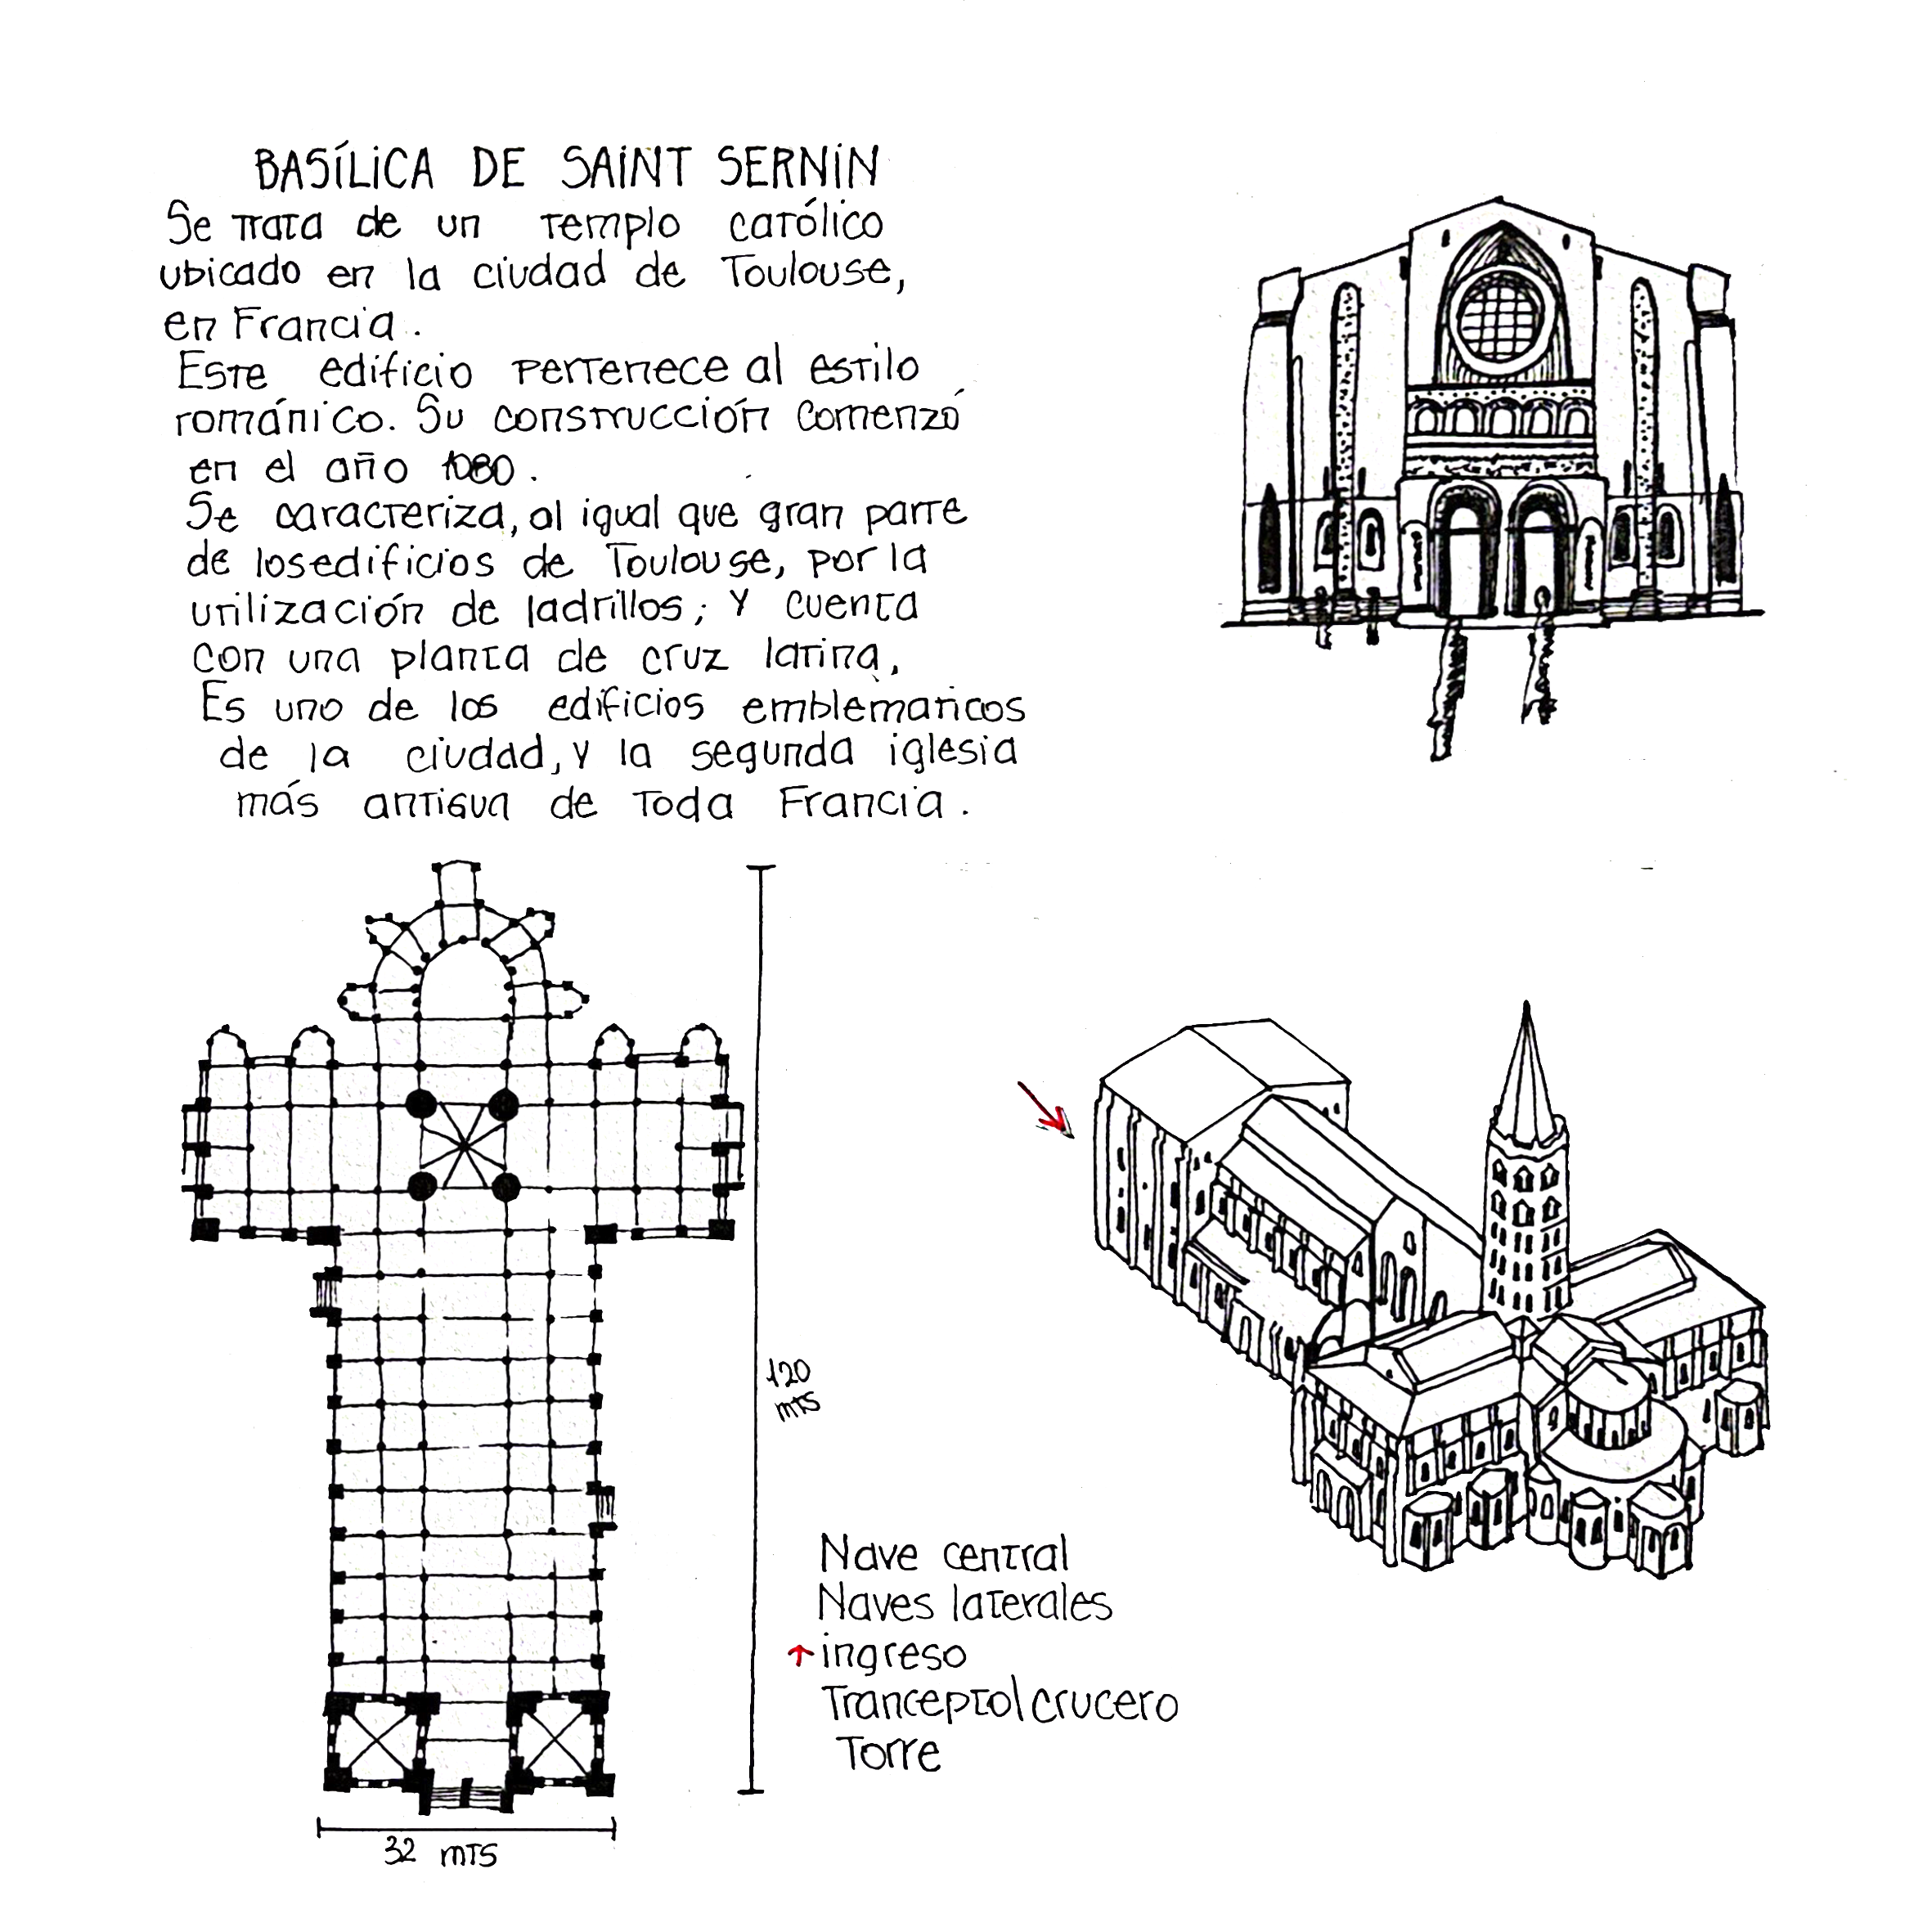 BASÍLICA DE SAINT SERNIN
Se trata de un templo católico
ubicado en la ciudad de Toulouse,
en Francia.
Este edificio pertenece al estilo
románico. Su construcción comenzó
en el año 1080.
Se caracteriza, al igual que gran parte
de losedificios de Toulouse, por la
utilización de ladrillos; y cuenta
con una planta de cruz latina,
Es uno de los edificios emblematicos
de la ciudad, y la segunda iglesia
más antigua de toda Francia.
120
mts
Nave central
Naves laterales
↑ ingreso
Tranceptol crucero
Torre
32 mts